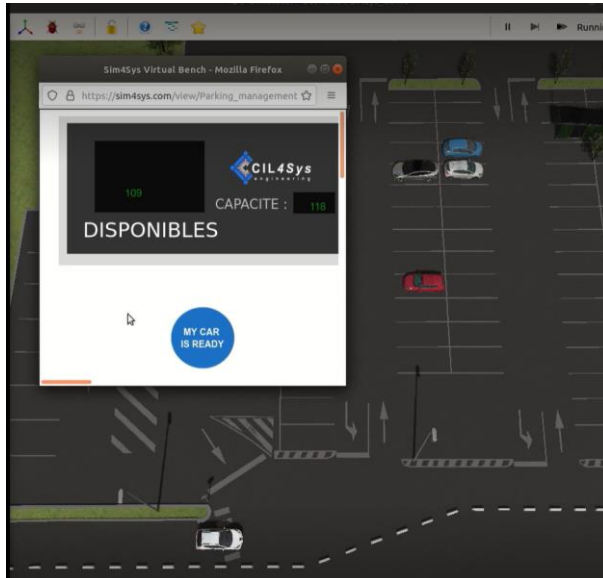 Runni
Sim4Sys Virtual Bench - Mozilla Firefox
https://sim4sys.com/view/Parking_management
CIL4Sys
engineering
109
CAPACITE : 118
DISPONIBLES
MY CAR
IS READY